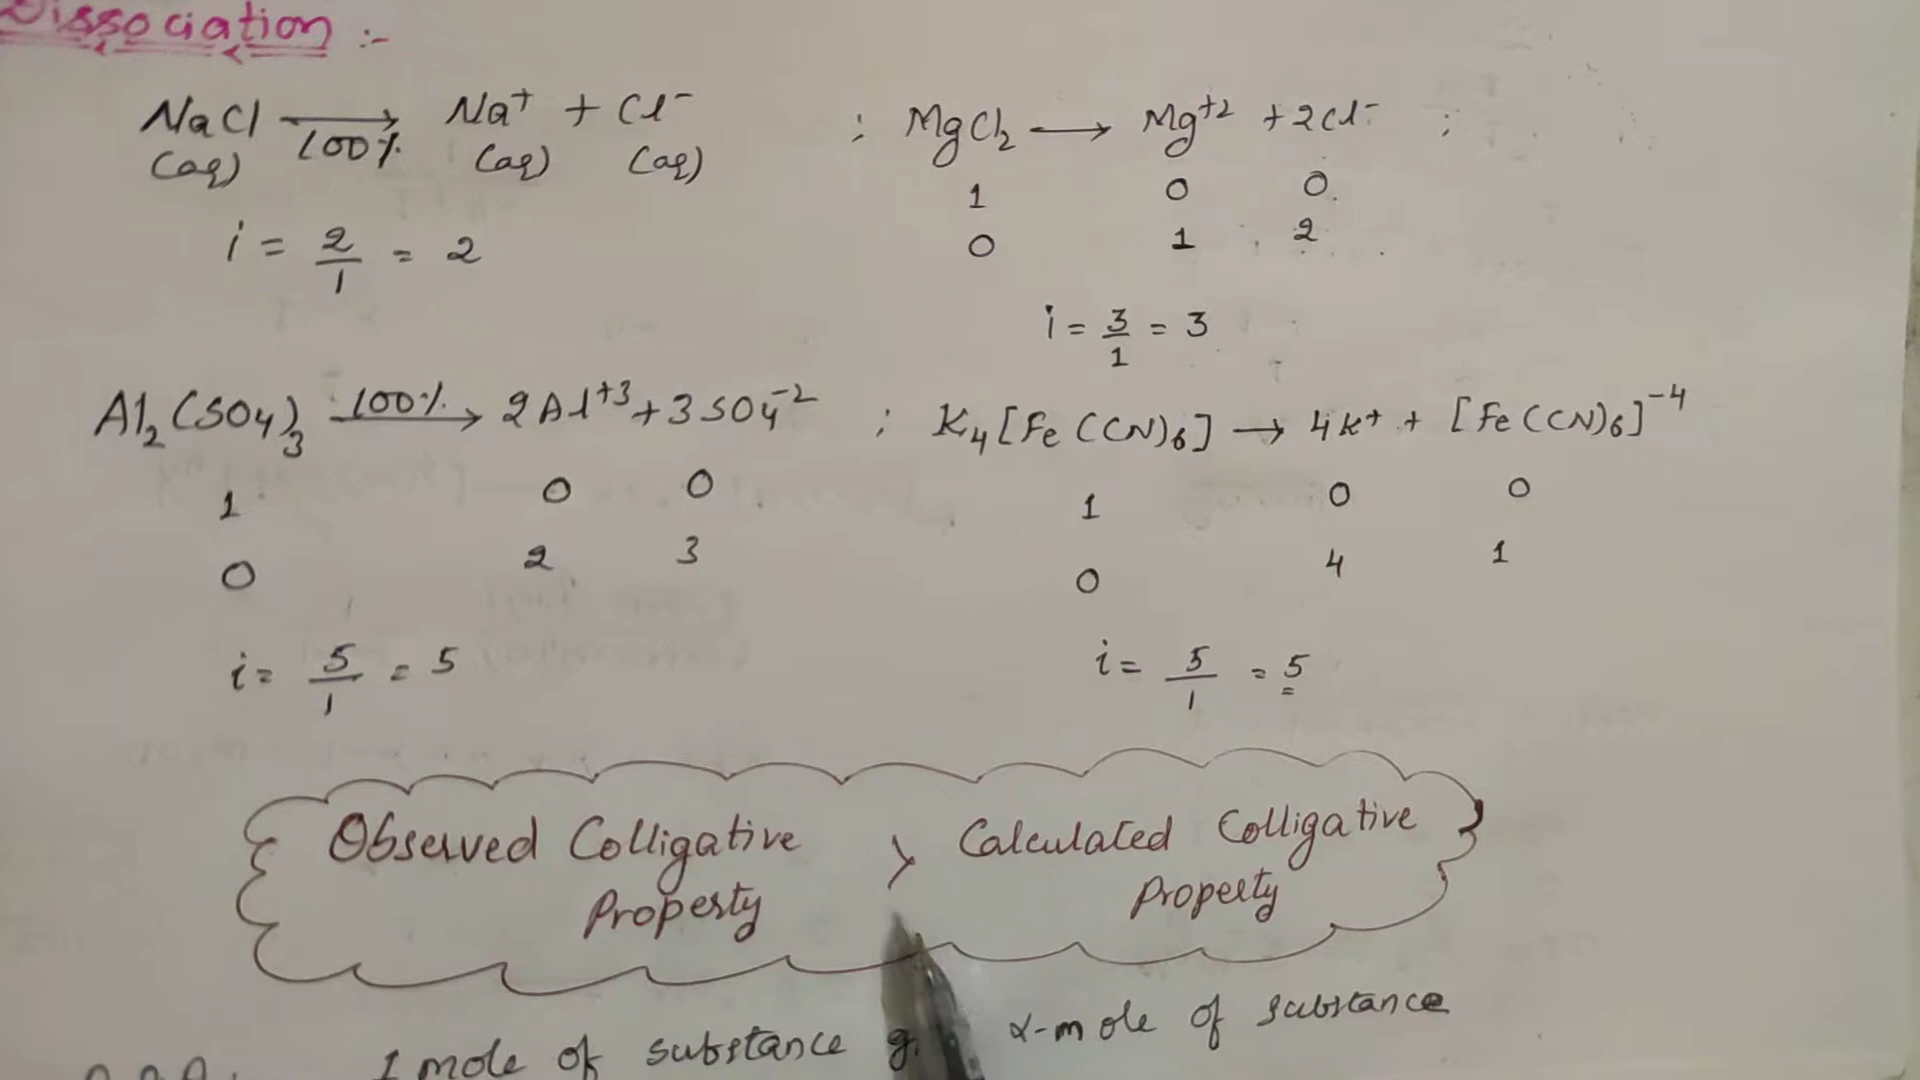 Dissociation :-
NaCl ⟶ Na⁺ + Cl⁻ ; MgCl₂ ⟶ Mg⁺² + 2Cl⁻ ;
(aq) 100% (aq) (aq)
1 0 0
i = 2/1 = 2
0 1 2
i = 3/1 = 3
Al₂(SO₄)₃ 100%⟶ 2Al⁺³ + 3SO₄⁻² ; K₄[Fe(CN)₆] ⟶ 4K⁺ + [Fe(CN)₆]⁻⁴
1 0 0 1 0 0
0 2 3 0 4 1
i = 5/1 = 5 i = 5/1 = 5
Observed Colligative > Calculated Colligative
Property Property
1 mole of substance α-mole of substance